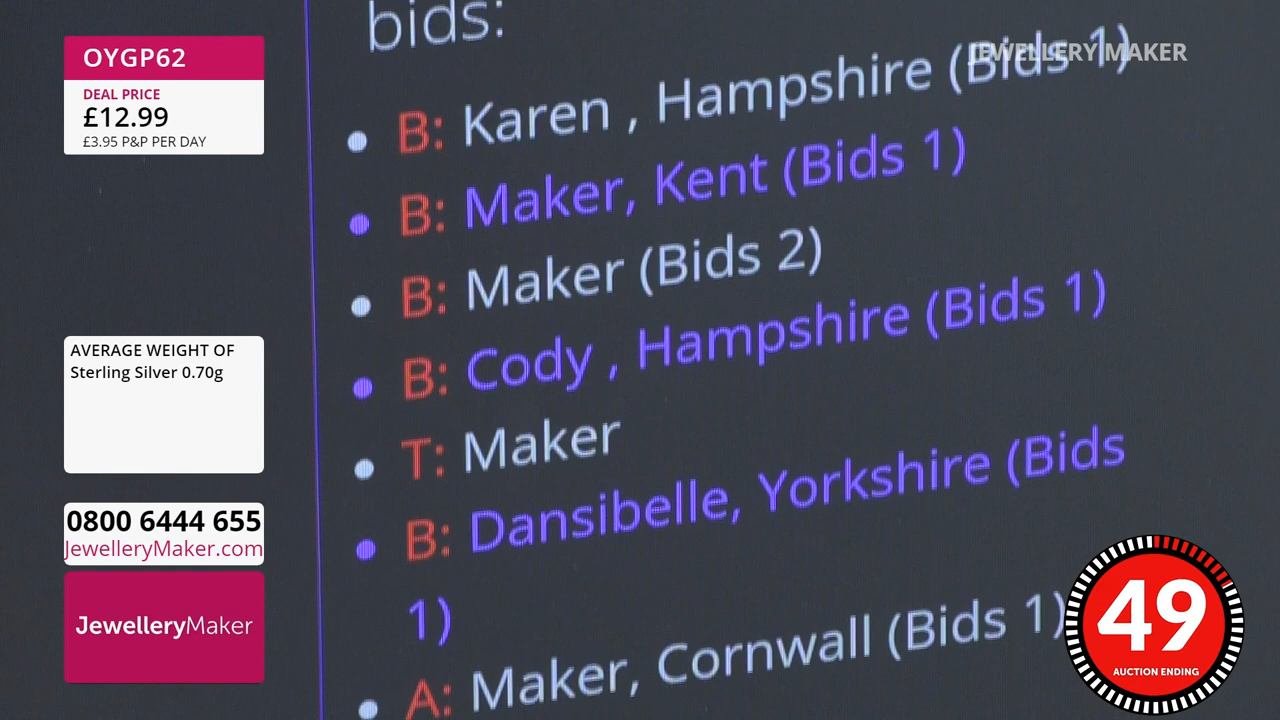 OYGP62
DEAL PRICE
£12.99
£3.95 P&P PER DAY
AVERAGE WEIGHT OF
Sterling Silver 0.70g
0800 6444 655
JewelleryMaker.com
JewelleryMaker
JEWELLERY MAKER
bids:
• B: Karen , Hampshire (Bids 1)
• B: Maker, Kent (Bids 1)
• B: Maker (Bids 2)
• B: Cody , Hampshire (Bids 1)
• T: Maker
• B: Dansibelle, Yorkshire (Bids
1)
• A: Maker, Cornwall (Bids 1)
49
AUCTION ENDING